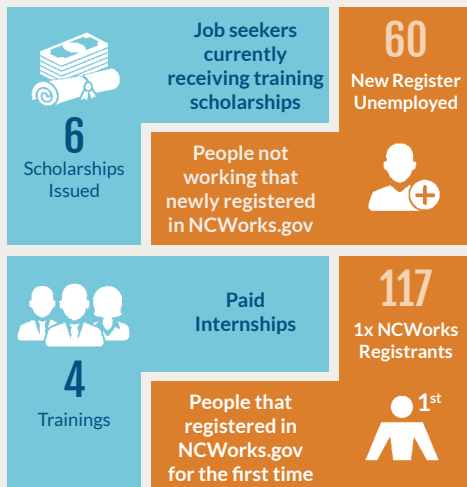 6
Scholarships
Issued
Job seekers
currently
receiving training
scholarships
60
New Register
Unemployed
People not
working that
newly registered
in NCWorks.gov
4
Trainings
Paid
Internships
117
1x NCWorks
Registrants
1st
People that
registered in
NCWorks.gov
for the first time